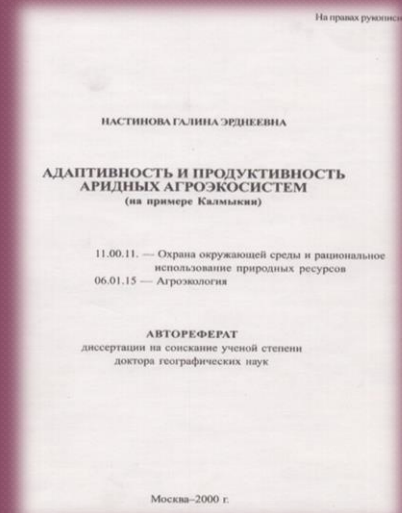 На правах рукописи
НАСТИНОВА ГАЛИНА ЭРДНЕЕВНА
АДАПТИВНОСТЬ И ПРОДУКТИВНОСТЬ
АРИДНЫХ АГРОЭКОСИСТЕМ
(на примере Калмыкии)
11.00.11. — Охрана окружающей среды и рациональное
использование природных ресурсов
06.01.15 — Агроэкология
АВТОРЕФЕРАТ
диссертации на соискание ученой степени
доктора географических наук
Москва–2000 г.